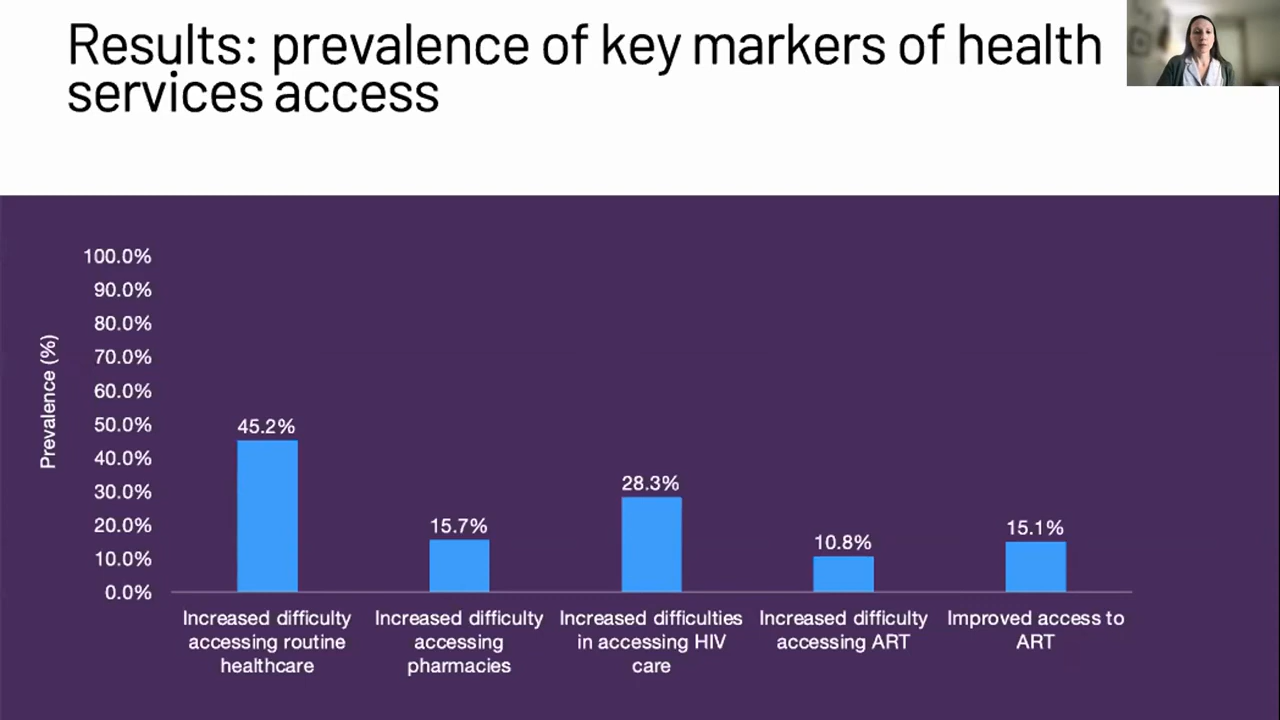 Results: prevalence of key markers of health
services access
Prevalence (%)
100.0%
90.0%
80.0%
70.0%
60.0%
50.0%
40.0%
30.0%
20.0%
10.0%
0.0%
45.2%
15.7%
28.3%
10.8%
15.1%
Increased difficulty
accessing routine
healthcare
Increased difficulty
accessing
pharmacies
Increased difficulties
in accessing HIV
care
Increased difficulty
accessing ART
Improved access to
ART